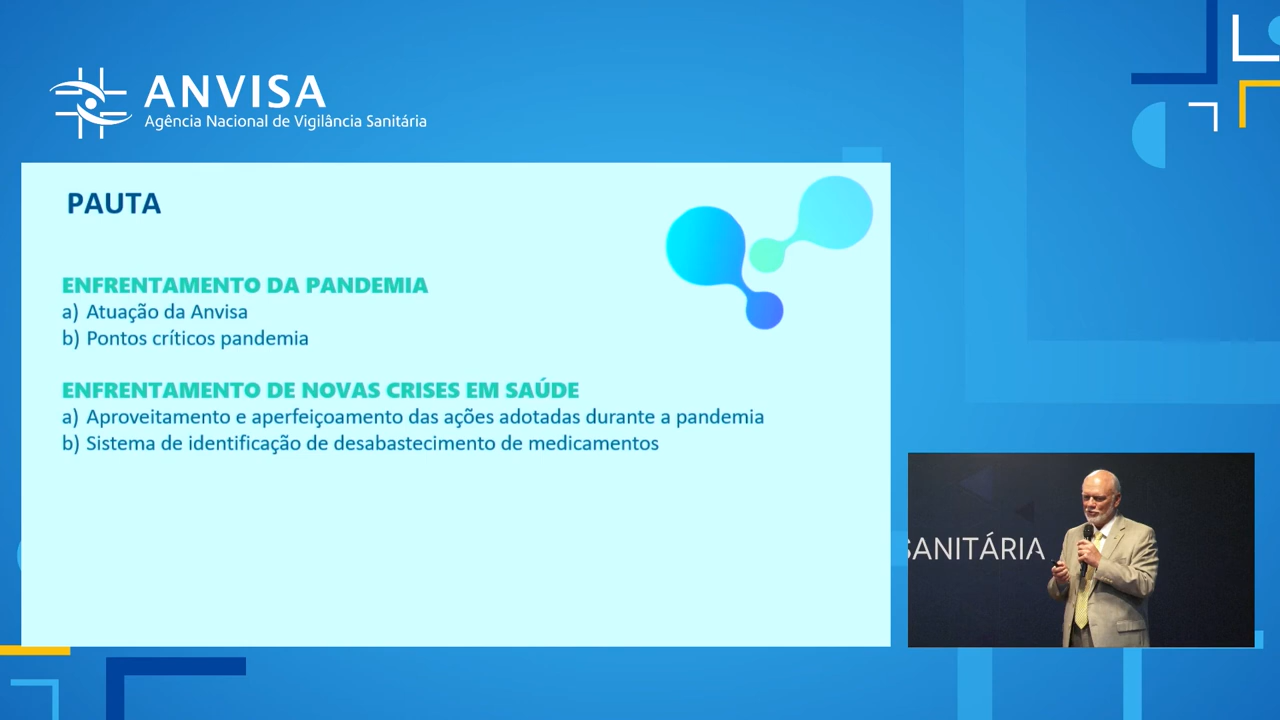 ANVISA
Agência Nacional de Vigilância Sanitária
PAUTA
ENFRENTAMENTO DA PANDEMIA
a) Atuação da Anvisa
b) Pontos críticos pandemia
ENFRENTAMENTO DE NOVAS CRISES EM SAÚDE
a) Aproveitamento e aperfeiçoamento das ações adotadas durante a pandemia
b) Sistema de identificação de desabastecimento de medicamentos
SANITÁRIA